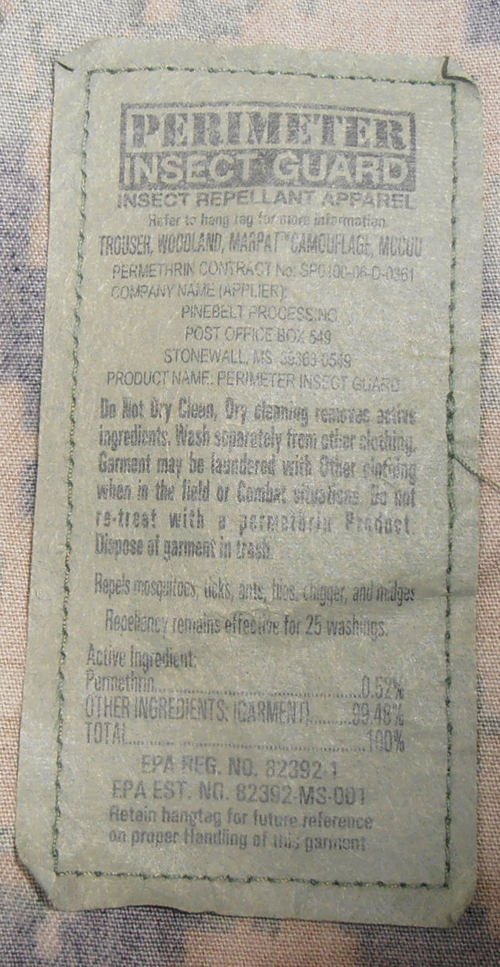 PERIMETER
INSECT GUARD
INSECT REPELLANT APPAREL
Refer to hang tag for more information
TROUSER, WOODLAND, MARPAT "CAMOUFLAGE, MCCUU
PERMETHRIN CONTRACT No: SP0100-06-D-0361
COMPANY NAME (APPLIER):
PINEBELT PROCESS.NO.
POST OFFICE BOX 549
STONEWALL, MS. 39363-0549
PRODUCT NAME: PERIMETER INSECT GUARD
Do Not Dry Clean, Dry cleaning removes active
ingredients. Wash separately from other clothing.
Garment may be laundered with Other clothing
when in the field or Combat situations. Do not
re-treat with a permethrin Product.
Dispose of garment in trash.
Repels mosquitoes, ticks, ants, flies, chigger, and midges
Repellency remains effective for 25 washings.
Active Ingredient:
Permethrin..............................0.52%
OTHER INGREDIENTS: (GARMENT).......99.48%
TOTAL.....................................100%
EPA REG. NO. 82392-1
EPA EST. NO. 82392-MS-001
Retain hangtag for future reference
on proper Handling of this garment